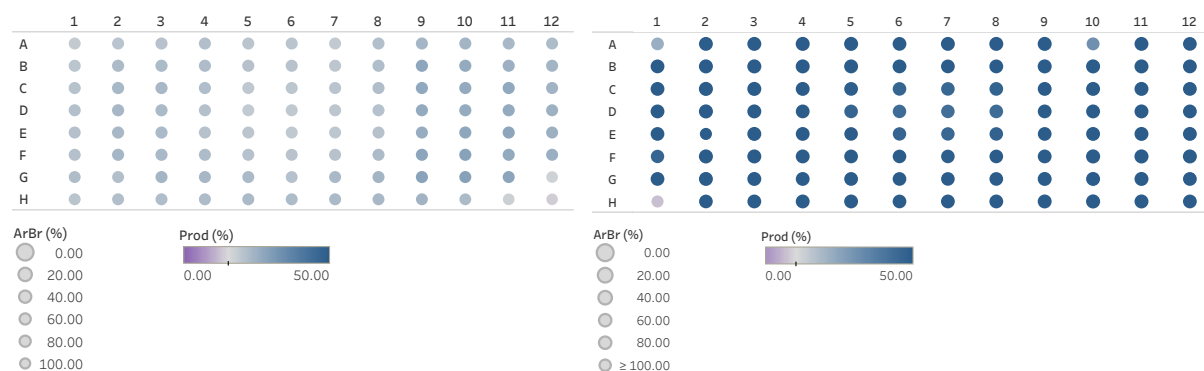 1 2 3 4 5 6 7 8 9 10 11 12
A
B
C
D
E
F
G
H
ArBr (%)
0.00
20.00
40.00
60.00
80.00
100.00
Prod (%)
0.00 50.00
1 2 3 4 5 6 7 8 9 10 11 12
A
B
C
D
E
F
G
H
ArBr (%)
0.00
20.00
40.00
60.00
80.00
≥ 100.00
Prod (%)
0.00 50.00